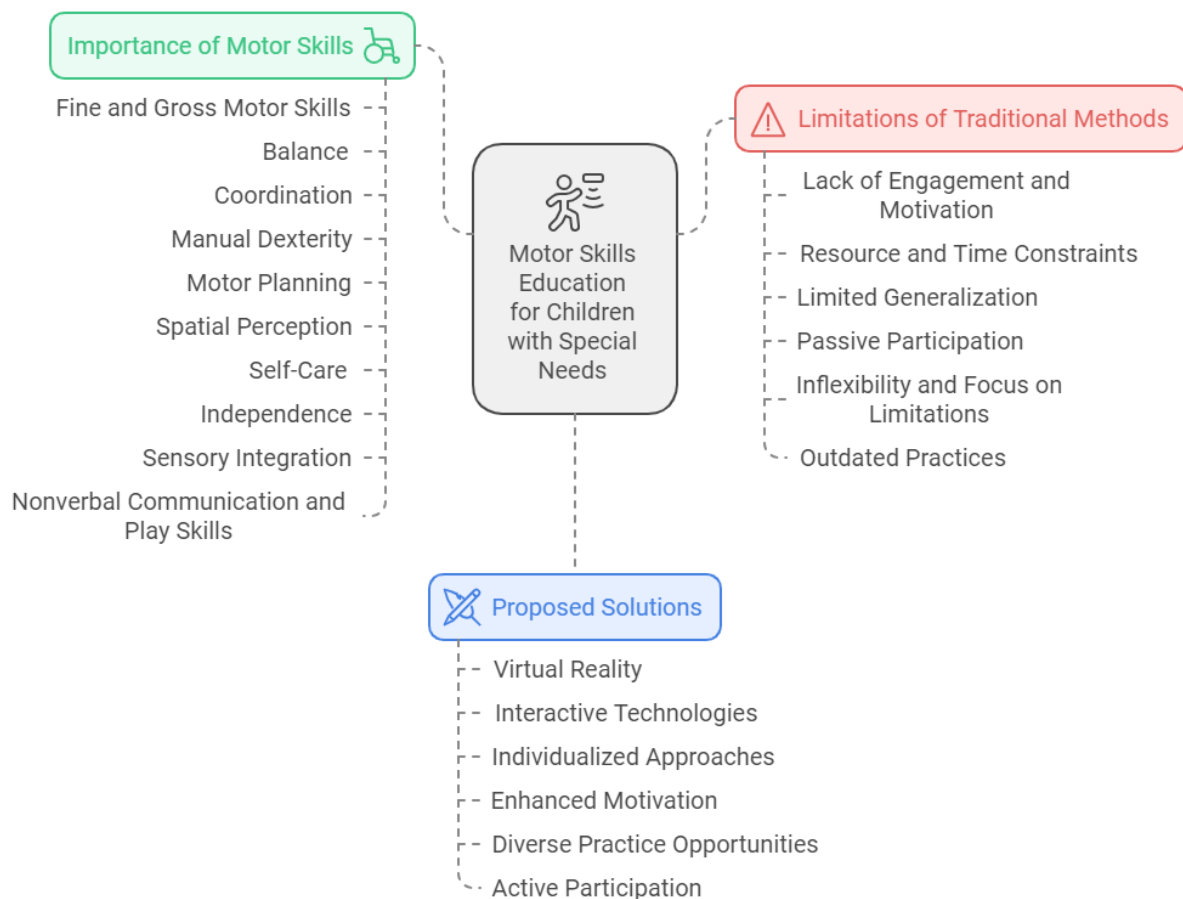 Importance of Motor Skills
Fine and Gross Motor Skills
Balance
Coordination
Manual Dexterity
Motor Planning
Spatial Perception
Self-Care
Independence
Sensory Integration
Nonverbal Communication and
Play Skills
Motor Skills
Education
for Children
with Special
Needs
Limitations of Traditional Methods
Lack of Engagement and
Motivation
Resource and Time Constraints
Limited Generalization
Passive Participation
Inflexibility and Focus on
Limitations
Outdated Practices
Proposed Solutions
Virtual Reality
Interactive Technologies
Individualized Approaches
Enhanced Motivation
Diverse Practice Opportunities
Active Participation